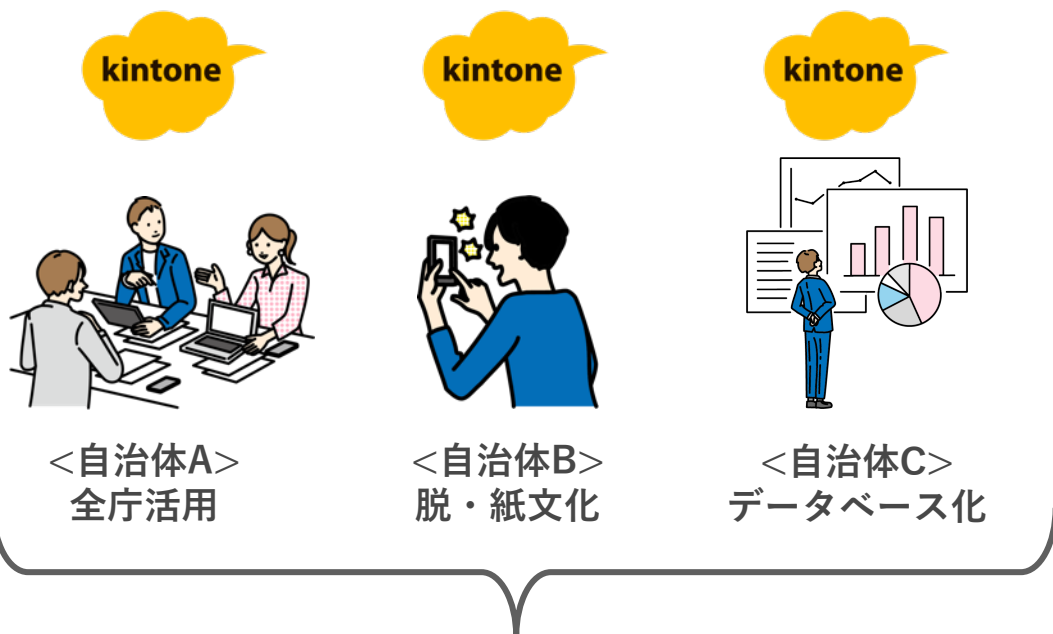 kintone
kintone
kintone
<自治体A>
全庁活用
<自治体B>
脱・紙文化
<自治体C>
データベース化